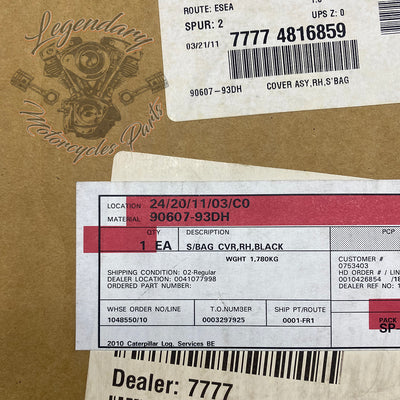 Legendary
Motorcycles Parts
ROUTE: ESEA
SPUR: 2
UPS Z: 0
03/21/11
7777 4816859
90607-93DH
COVER ASY,RH,S'BAG
LOCATION 24/20/11/03/C0
MATERIAL 90607-93DH
QTY DESCRIPTION PCP
1 EA S/BAG CVR,RH,BLACK
WGHT 1,780KG
CUSTOMER #
0753403
SHIPPING CONDITION: 02-Regular
HD ORDER # / LIN
DEALER LOCATION: 0041077998
0010426854
ORDERED PART NUMBER:
DEALER REF NO.
WHSE ORDER NO/LINE T.O.NUMBER SHIP PT/ROUTE
1048550/10 0003297925 0001-FR1
PACK
SP-
2010 Caterpillar Log. Services BE
Dealer: 7777